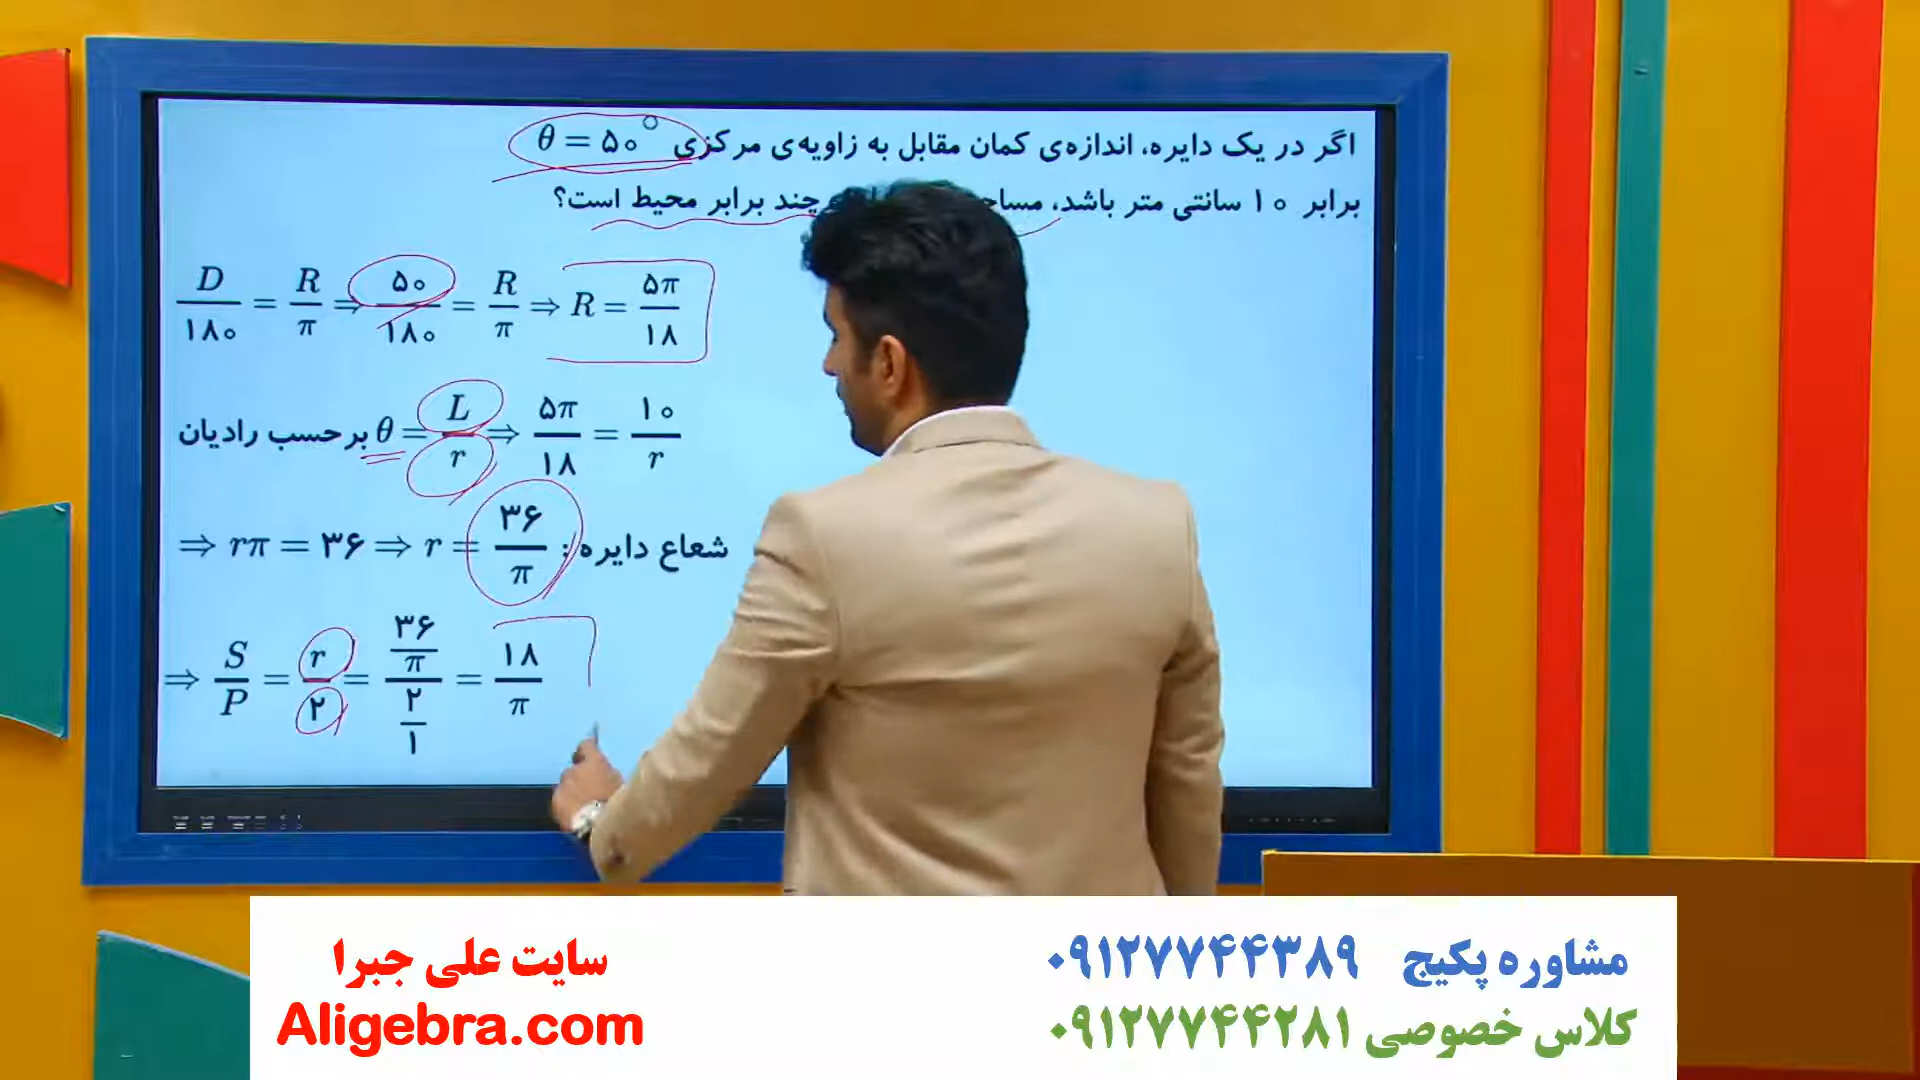 اگر در یک دایره، اندازه‌ی کمان مقابل به زاویه‌ی مرکزی θ = ۵۰°
برابر ۱۰ سانتی متر باشد، چند برابر محیط است؟
D/۱۸۰ = R/π ⇒ ۵۰/۱۸۰ = R/π ⇒ R = ۵π/۱۸
برحسب رادیان θ = L/r ⇒ ۵π/۱۸ = ۱۰/r
⇒ rπ = ۳۶ ⇒ r = ۳۶/π : شعاع دایره
⇒ S/P = r/۲ = (۳۶/π)/(۲/۱) = ۱۸/π
مشاوره پکیج ۰۹۱۲۷۷۴۴۳۸۹
کلاس خصوصی ۰۹۱۲۷۷۴۴۲۸۱
سایت علی جبرا
Aligebra.com